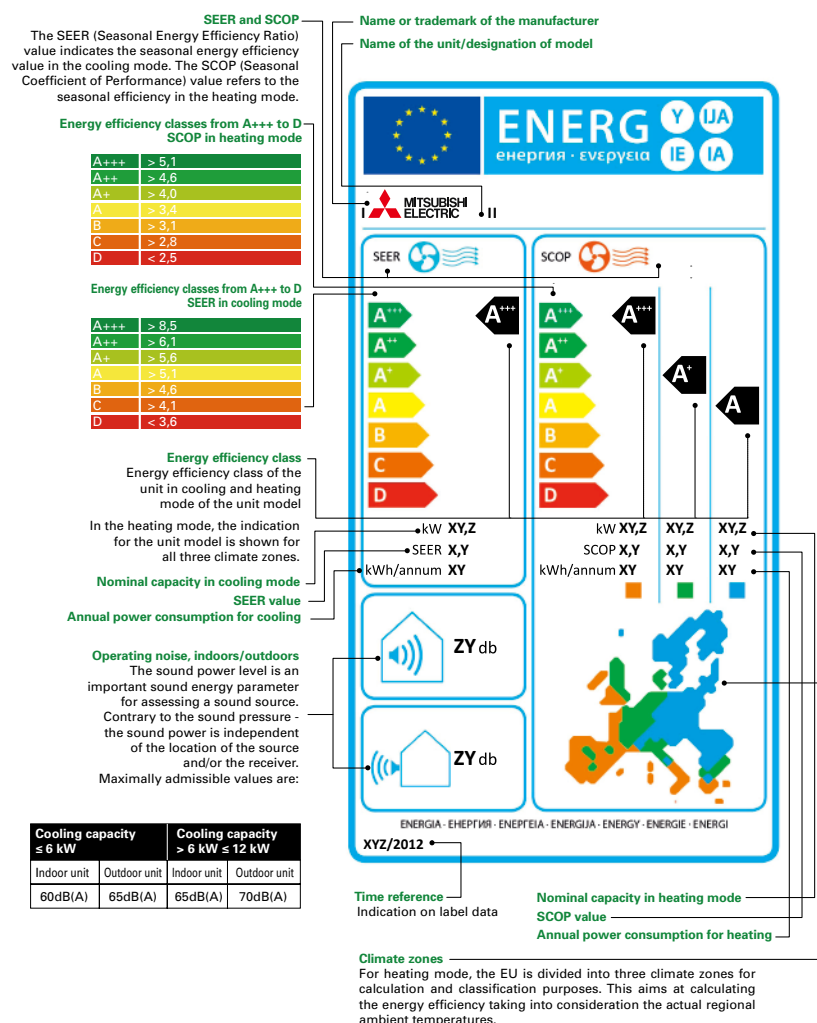 SEER and SCOP
The SEER (Seasonal Energy Efficiency Ratio)
value indicates the seasonal energy efficiency
value in the cooling mode. The SCOP (Seasonal
Coefficient of Performance) value refers to the
seasonal efficiency in the heating mode.
Name or trademark of the manufacturer
Name of the unit/designation of model
Energy efficiency classes from A+++ to D
SCOP in heating mode
A+++ > 5,1
A++ > 4,6
A+ > 4,0
A > 3,4
B > 3,1
C > 2,8
D < 2,5
Energy efficiency classes from A+++ to D
SEER in cooling mode
A+++ > 8,5
A++ > 6,1
A+ > 5,6
A > 5,1
B > 4,6
C > 4,1
D < 3,6
Energy efficiency class
Energy efficiency class of the
unit in cooling and heating
mode of the unit model
In the heating mode, the indication
for the unit model is shown for
all three climate zones.
Nominal capacity in cooling mode
SEER value
Annual power consumption for cooling
Operating noise, indoors/outdoors
The sound power level is an
important sound energy parameter
for assessing a sound source.
Contrary to the sound pressure -
the sound power is independent
of the location of the source
and/or the receiver.
Maximally admissible values are:
Cooling capacity Cooling capacity
≤ 6 kW > 6 kW ≤ 12 kW
Indoor unit Outdoor unit Indoor unit Outdoor unit
60dB(A) 65dB(A) 65dB(A) 70dB(A)
ENERG Y IJA
енергия · ενεργεια IE IA
I MITSUBISHI
ELECTRIC II
SEER
SCOP
A+++ A+++
A++
A+
A
B
C
D
A+++ A+++
A++
A+ A+
A A
B
C
D
kW XY,Z
SEER X,Y
kWh/annum XY
kW XY,Z XY,Z XY,Z
SCOP X,Y X,Y X,Y
kWh/annum XY XY XY
ZY db
ZY db
ENERGIA · ЕНЕРГИЯ · ΕΝΕΡΓΕΙΑ · ENERGIJA · ENERGY · ENERGIE · ENERGI
XYZ/2012
Time reference
Indication on label data
Nominal capacity in heating mode
SCOP value
Annual power consumption for heating
Climate zones
For heating mode, the EU is divided into three climate zones for
calculation and classification purposes. This aims at calculating
the energy efficiency taking into consideration the actual regional
ambient temperatures.